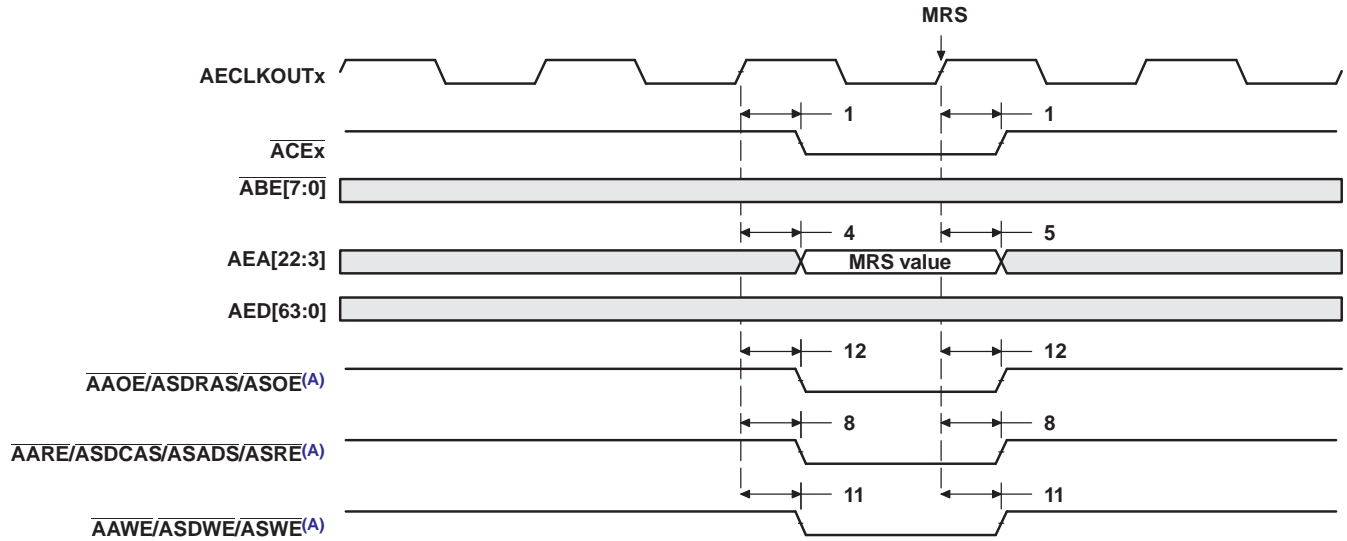 MRS
AECLKOUTx
1 1
ACEx
ABE[7:0]
4 5
AEA[22:3] MRS value
AED[63:0]
12 12
AAOE/ASDRAS/ASOE(A)
8 8
AARE/ASDCAS/ASADS/ASRE(A)
11 11
AAWE/ASDWE/ASWE(A)